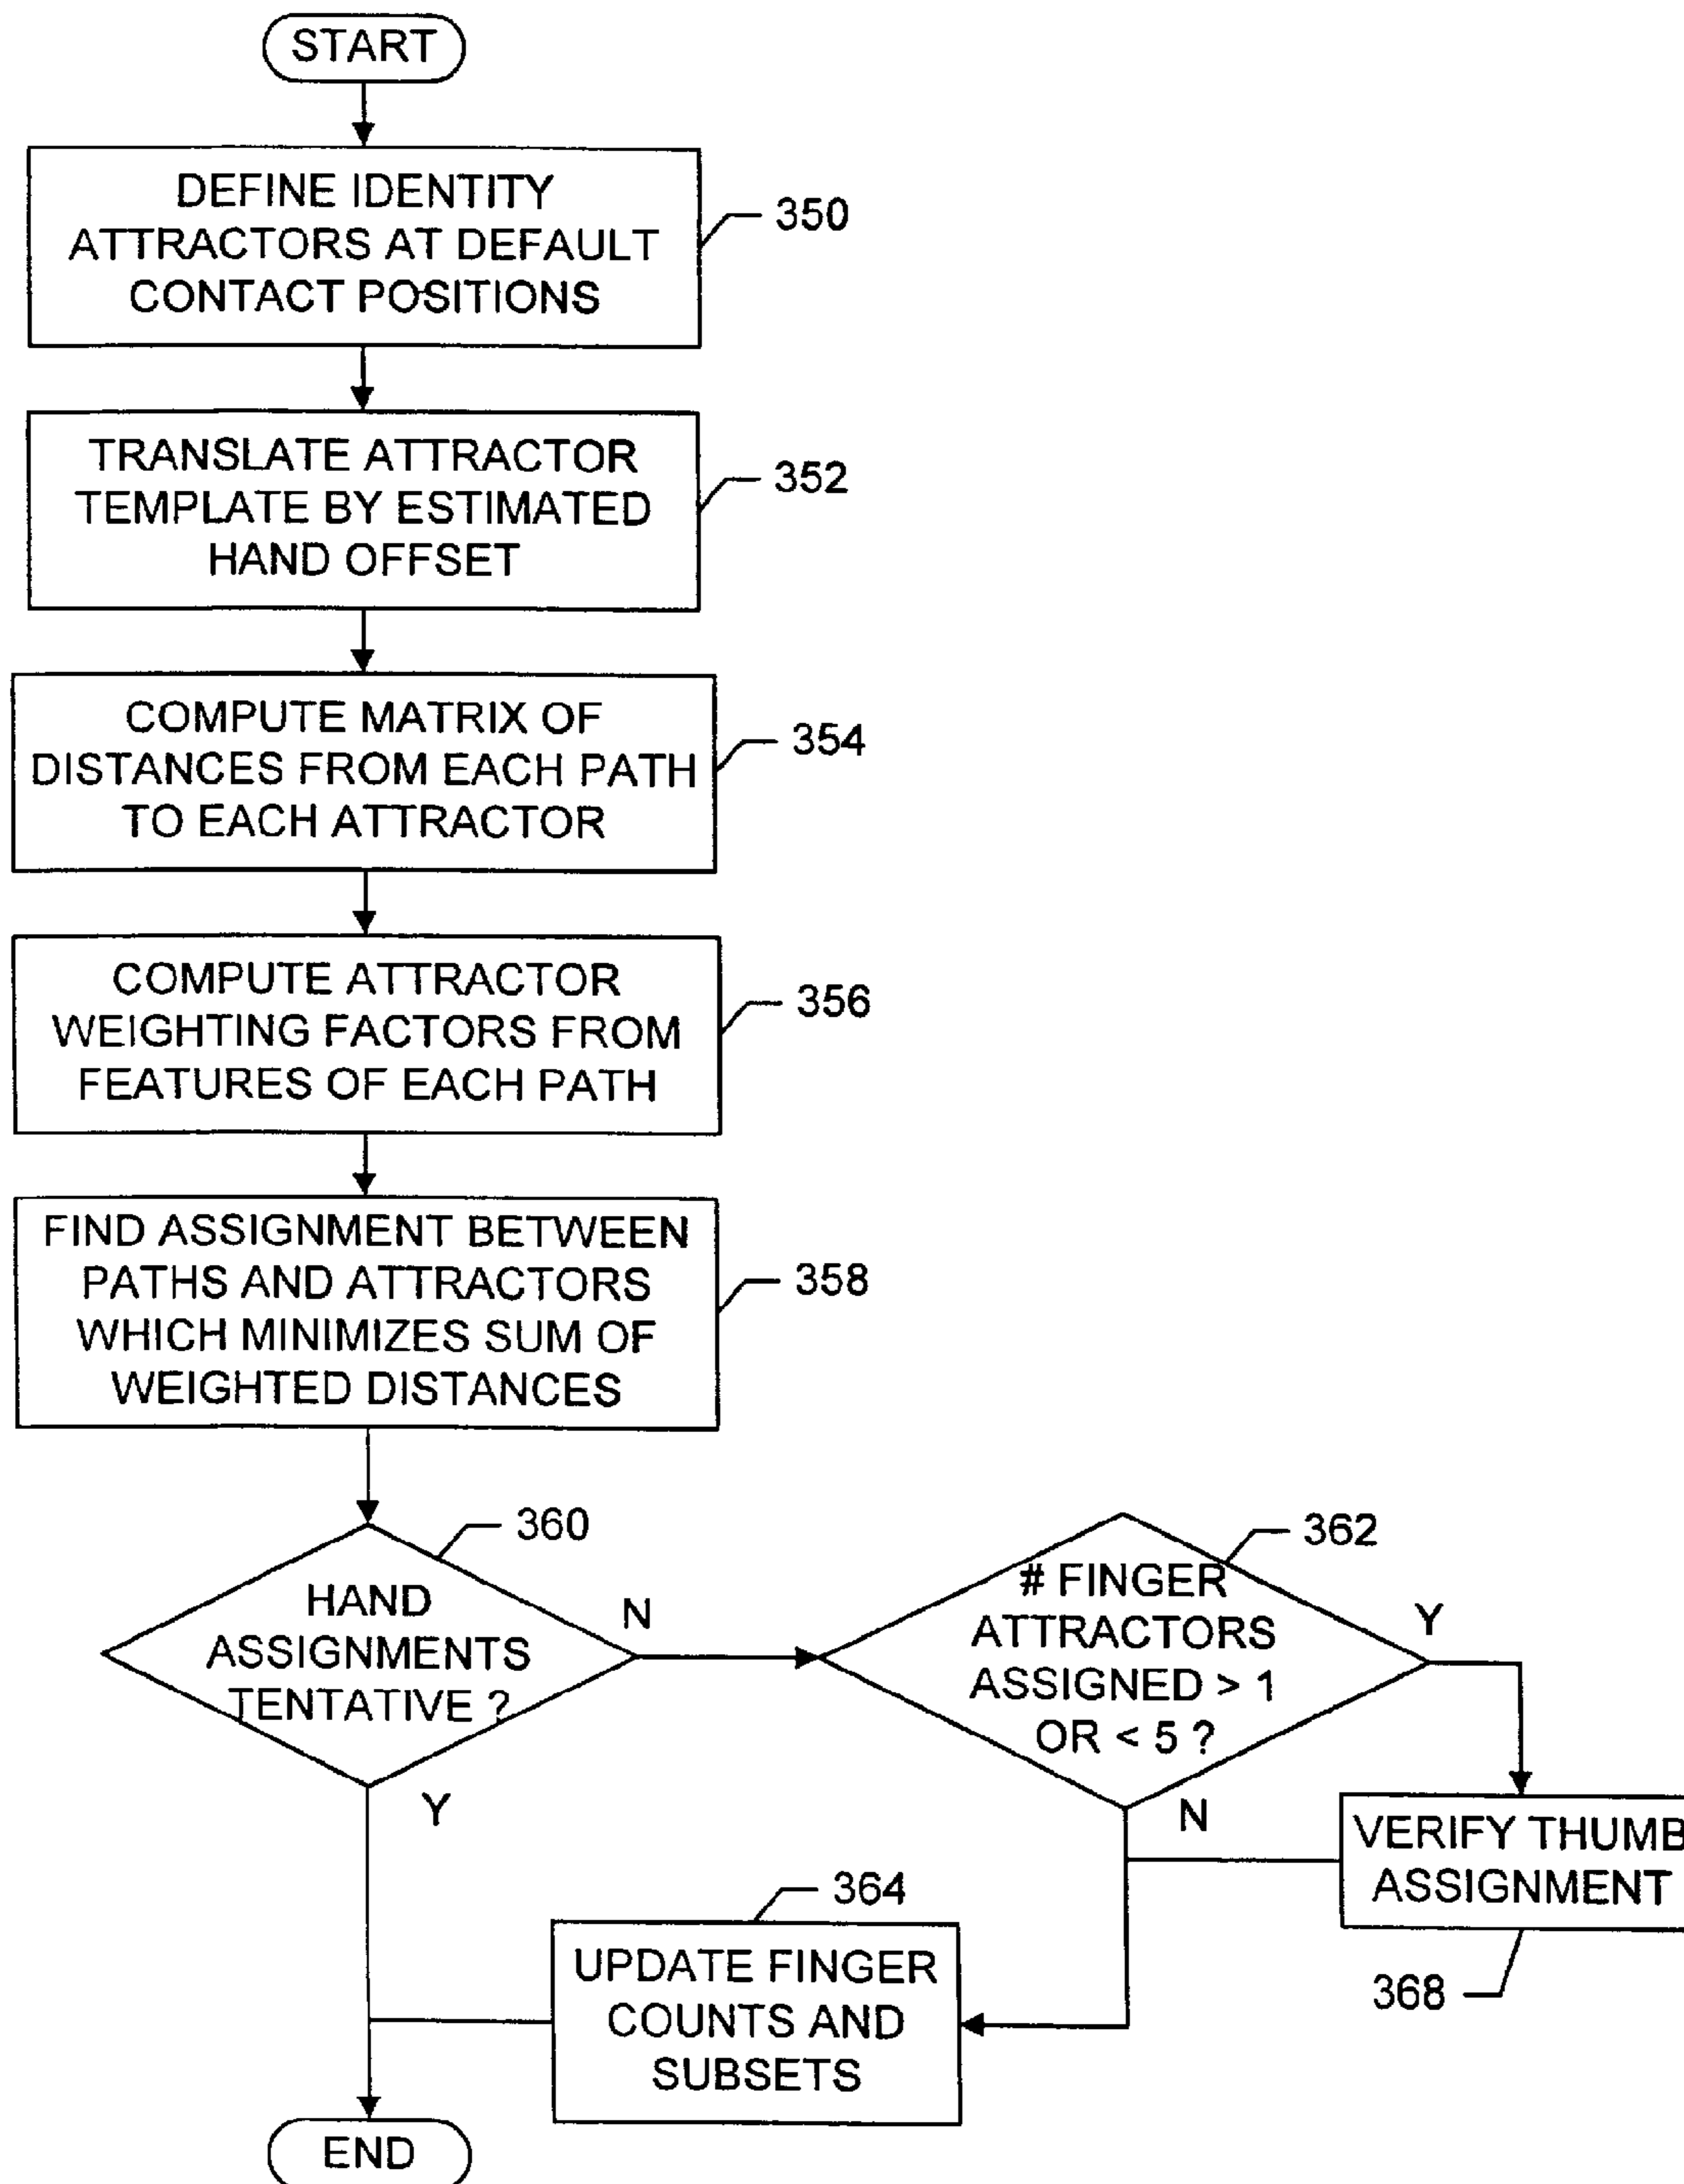 START
DEFINE IDENTITY
ATTRACTORS AT DEFAULT
CONTACT POSITIONS
350
TRANSLATE ATTRACTOR
TEMPLATE BY ESTIMATED
HAND OFFSET
352
COMPUTE MATRIX OF
DISTANCES FROM EACH PATH
TO EACH ATTRACTOR
354
COMPUTE ATTRACTOR
WEIGHTING FACTORS FROM
FEATURES OF EACH PATH
356
FIND ASSIGNMENT BETWEEN
PATHS AND ATTRACTORS
WHICH MINIMIZES SUM OF
WEIGHTED DISTANCES
358
360
HAND
ASSIGNMENTS
TENTATIVE ?
N
Y
362
# FINGER
ATTRACTORS
ASSIGNED > 1
OR < 5 ?
Y
N
VERIFY THUMB
ASSIGNMENT
368
364
UPDATE FINGER
COUNTS AND
SUBSETS
END